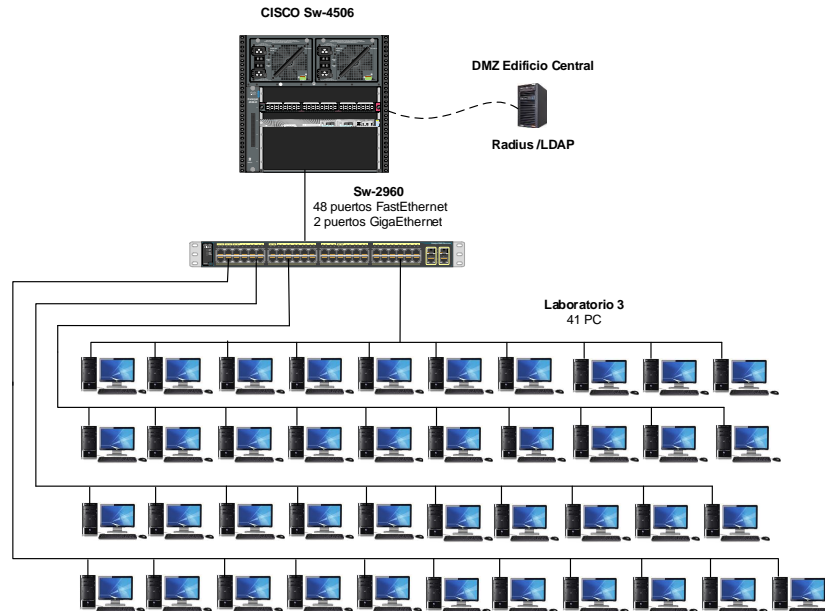 CISCO Sw-4506
DMZ Edificio Central
Radius /LDAP
Sw-2960
48 puertos FastEthernet
2 puertos GigaEthernet
Laboratorio 3
41 PC